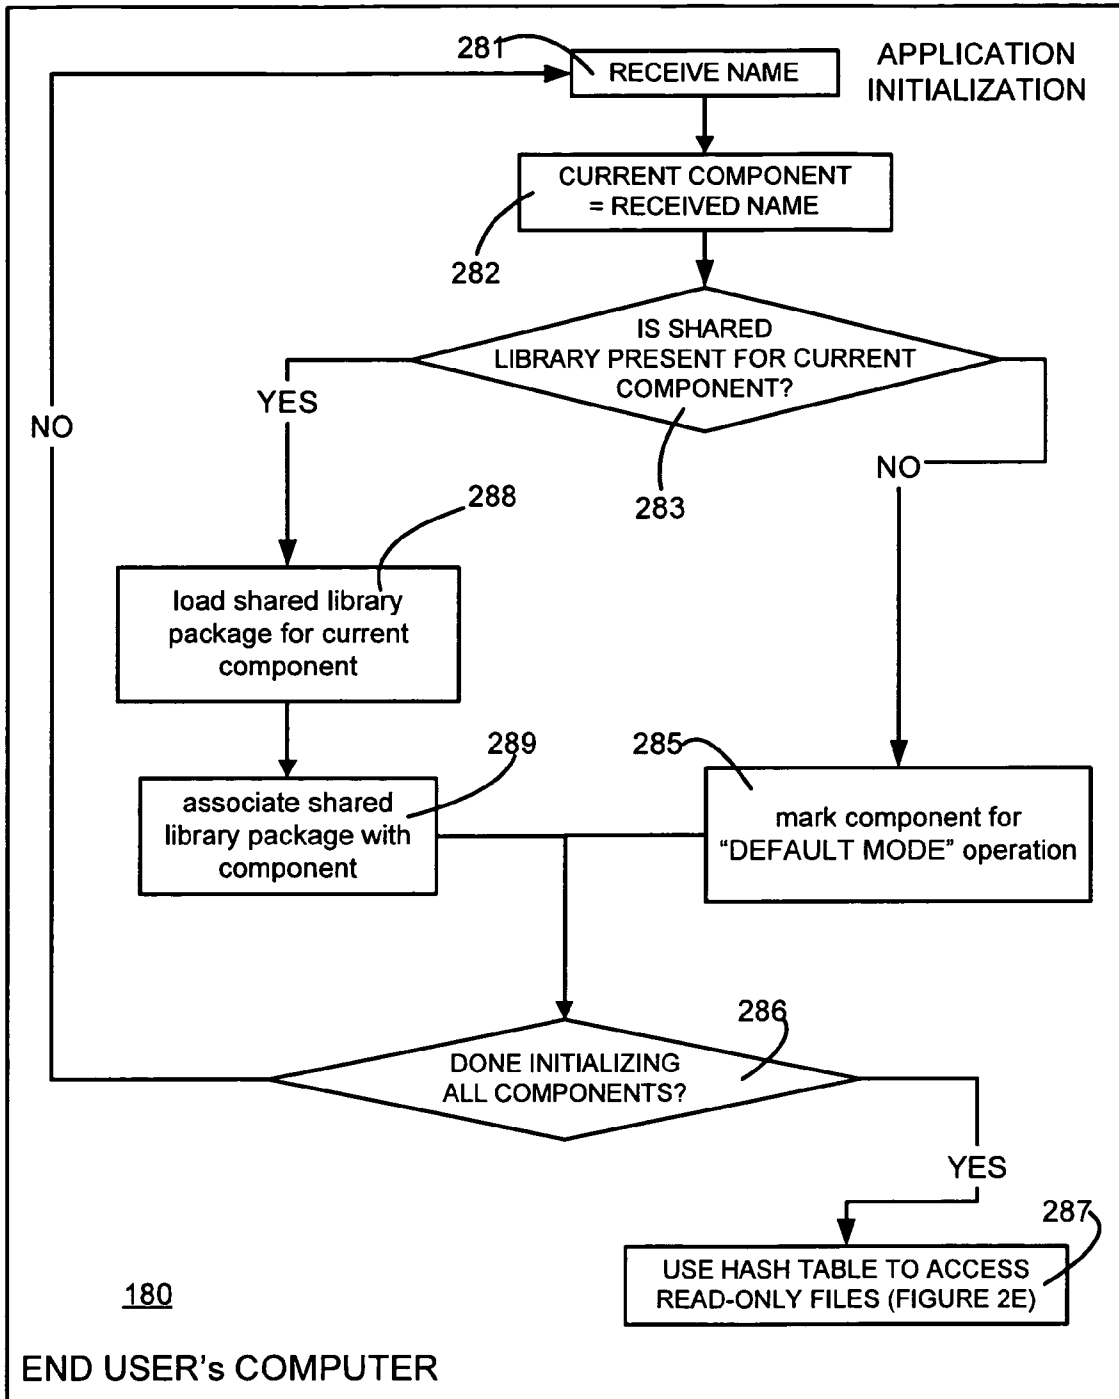 281
RECEIVE NAME
APPLICATION
INITIALIZATION
CURRENT COMPONENT
= RECEIVED NAME
282
IS SHARED
LIBRARY PRESENT FOR CURRENT
COMPONENT?
283
YES
NO
NO
288
load shared library
package for current
component
289
associate shared
library package with
component
285
mark component for
“DEFAULT MODE” operation
286
DONE INITIALIZING
ALL COMPONENTS?
YES
287
USE HASH TABLE TO ACCESS
READ-ONLY FILES (FIGURE 2E)
180
END USER's COMPUTER